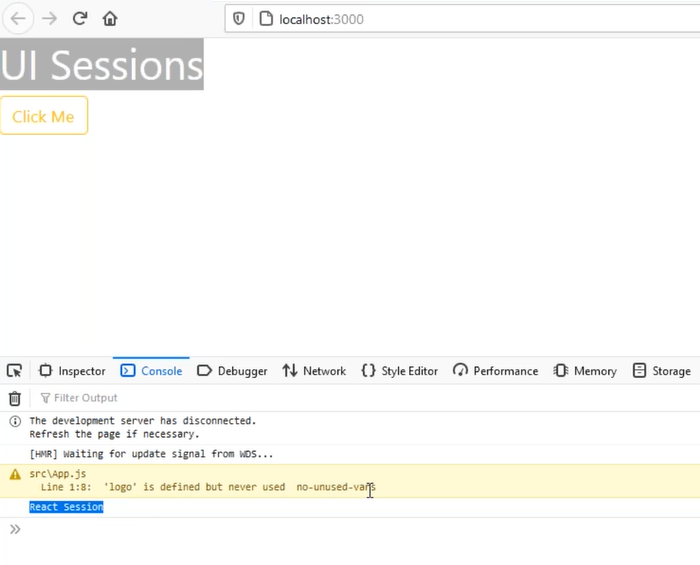 localhost:3000
UI Sessions
Click Me
Inspector Console Debugger Network Style Editor Performance Memory Storage
Filter Output
The development server has disconnected.
Refresh the page if necessary.
[HMR] Waiting for update signal from WDS...
src\App.js
Line 1:8: 'logo' is defined but never used no-unused-vars
React Session